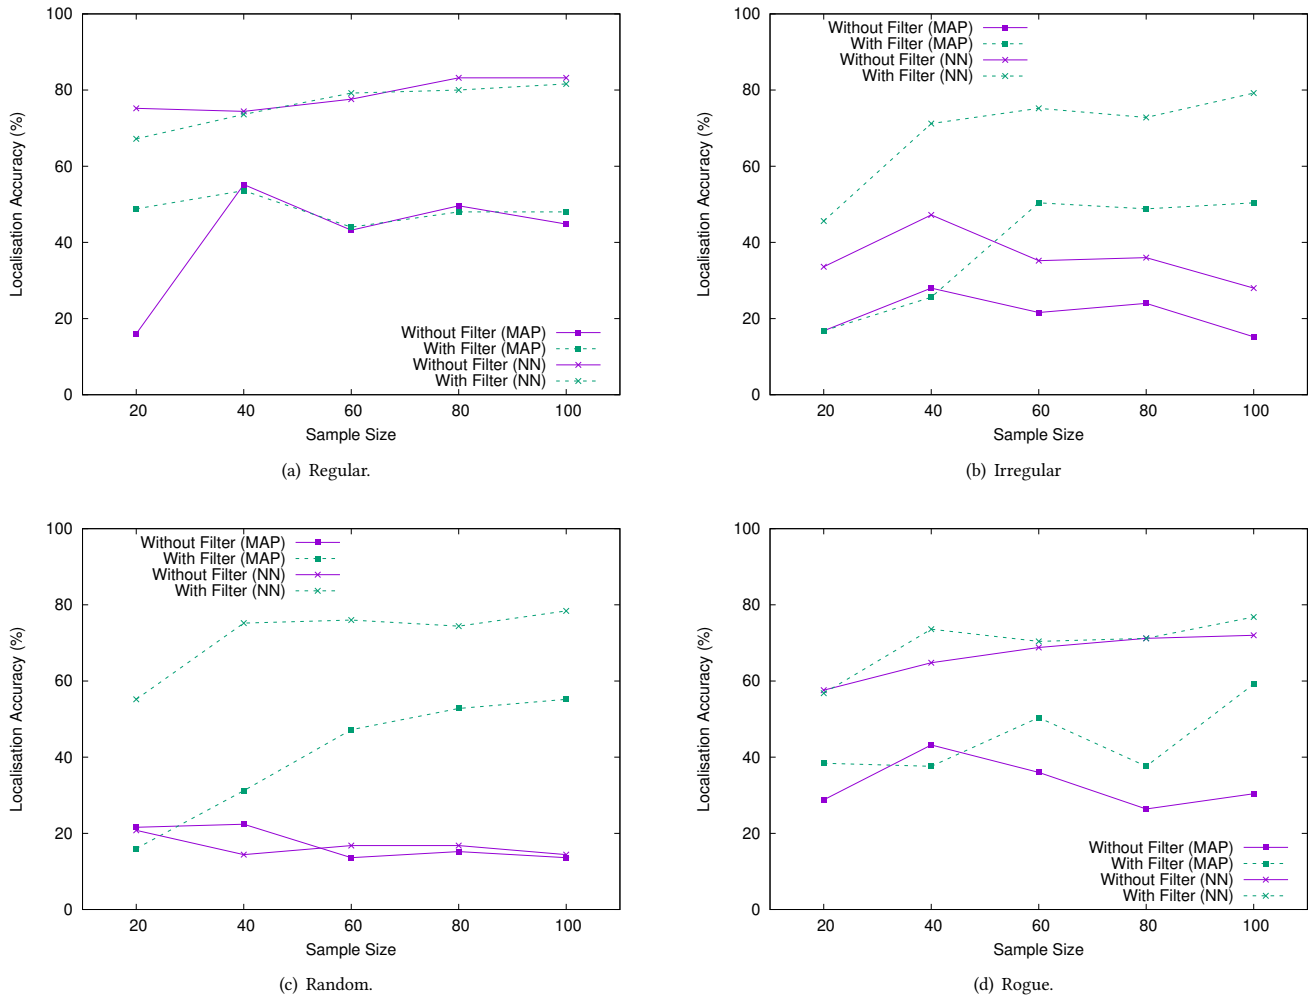 100
80
60
40
20
0
Localisation Accuracy (%)
Without Filter (MAP)
With Filter (MAP)
Without Filter (NN)
With Filter (NN)
20 40 60 80 100
Sample Size
(a) Regular.
100
80
60
40
20
0
Localisation Accuracy (%)
Without Filter (MAP)
With Filter (MAP)
Without Filter (NN)
With Filter (NN)
20 40 60 80 100
Sample Size
(b) Irregular
100
80
60
40
20
0
Localisation Accuracy (%)
Without Filter (MAP)
With Filter (MAP)
Without Filter (NN)
With Filter (NN)
20 40 60 80 100
Sample Size
(c) Random.
100
80
60
40
20
0
Localisation Accuracy (%)
Without Filter (MAP)
With Filter (MAP)
Without Filter (NN)
With Filter (NN)
20 40 60 80 100
Sample Size
(d) Rogue.